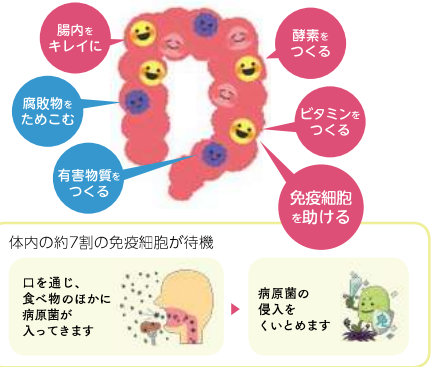 腸内を
キレイに
酵素を
つくる
腐敗物を
ためこむ
ビタミンを
つくる
有害物質を
つくる
免疫細胞
を助ける
体内の約7割の免疫細胞が待機
口を通じ、
食べ物のほかに
病原菌が
入ってきます
病原菌の
侵入を
くいとめます
免